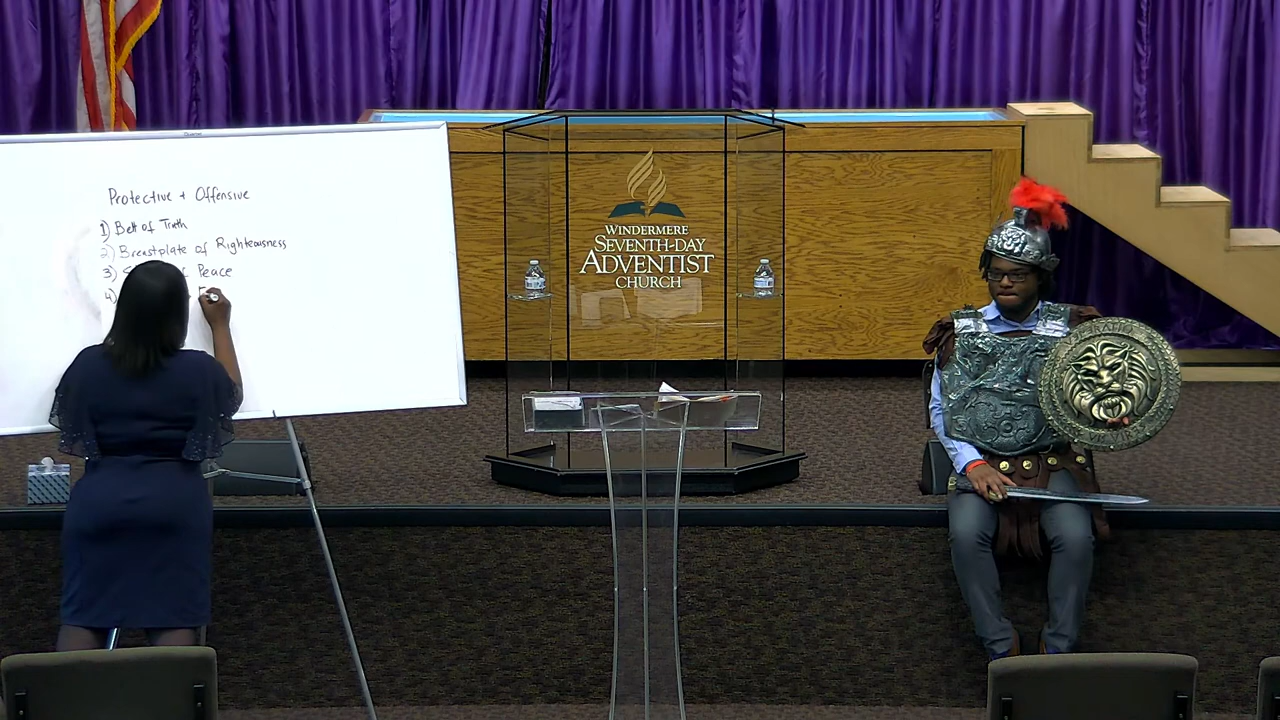 Protective + Offensive
1) Belt of Truth
2) Breastplate of Righteousness
3) Peace
4)
WINDERMERE
SEVENTH-DAY
ADVENTIST
CHURCH